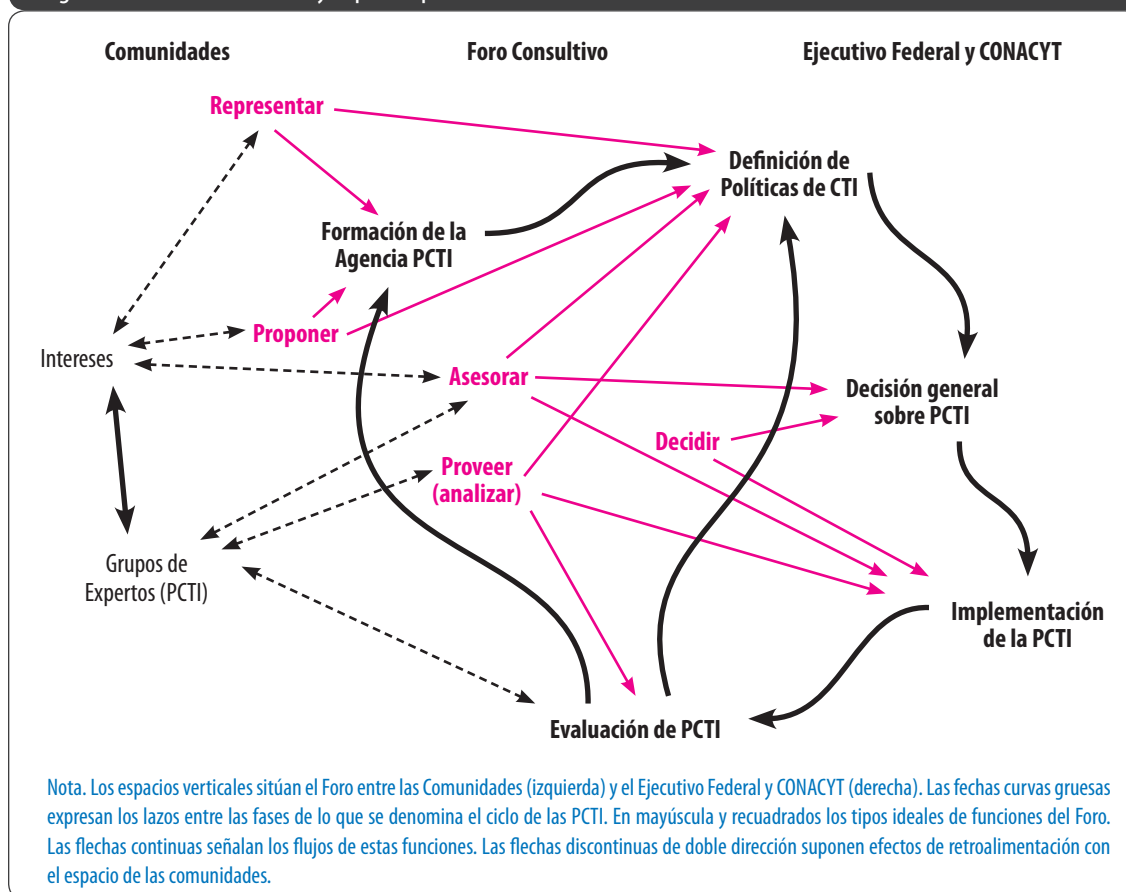 Comunidades
Foro Consultivo
Ejecutivo Federal y CONACYT
Representar
Definición de
Políticas de CTI
Formación de la
Agencia PCTI
Proponer
Intereses
Asesorar
Decisión general
sobre PCTI
Decidir
Proveer
(analizar)
Grupos de
Expertos (PCTI)
Implementación
de la PCTI
Evaluación de PCTI
Nota. Los espacios verticales sitúan el Foro entre las Comunidades (izquierda) y el Ejecutivo Federal y CONACYT (derecha). Las fechas curvas gruesas
expresan los lazos entre las fases de lo que se denomina el ciclo de las PCTI. En mayúscula y recuadrados los tipos ideales de funciones del Foro.
Las flechas continuas señalan los flujos de estas funciones. Las flechas discontinuas de doble dirección suponen efectos de retroalimentación con
el espacio de las comunidades.